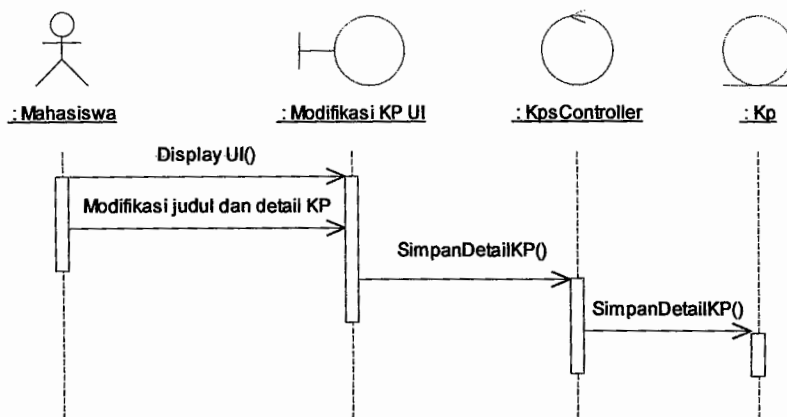 : Mahasiswa
: Modifikasi KP UI
: KpsController
: Kp
Display UI()
Modifikasi judul dan detail KP
SimpanDetailKP()
SimpanDetailKP()